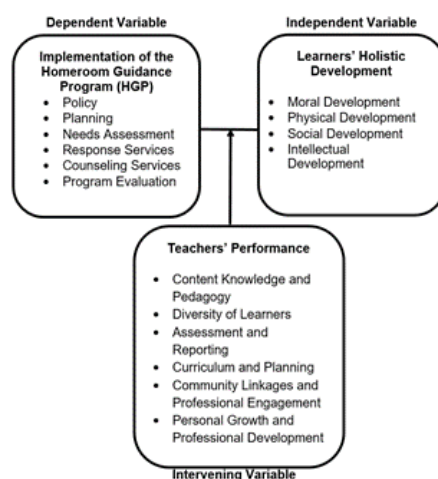 Dependent Variable
Implementation of the
Homeroom Guidance
Program (HGP)
• Policy
• Planning
• Needs Assessment
• Response Services
• Counseling Services
• Program Evaluation
Independent Variable
Learners' Holistic
Development
• Moral Development
• Physical Development
• Social Development
• Intellectual
Development
Teachers' Performance
• Content Knowledge and
Pedagogy
• Diversity of Learners
• Assessment and
Reporting
• Curriculum and Planning
• Community Linkages and
Professional Engagement
• Personal Growth and
Professional Development
Intervening Variable